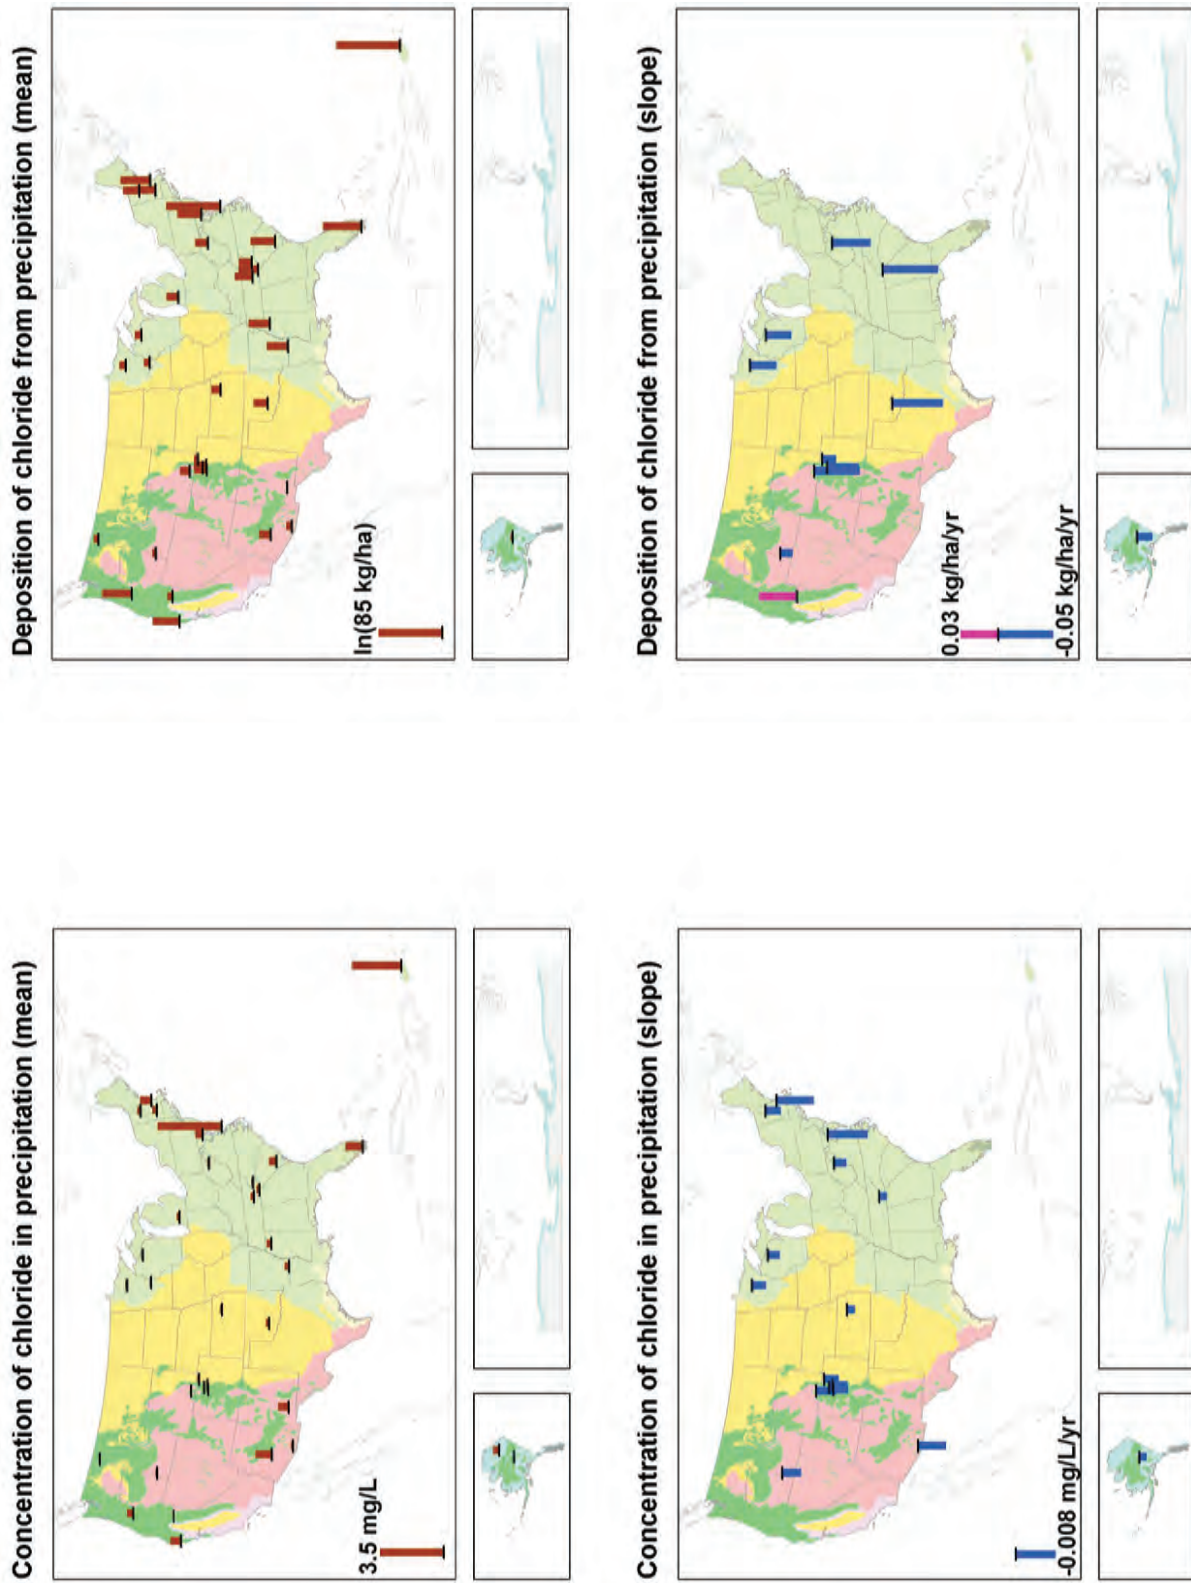 Concentration of chloride in precipitation (mean)
3.5 mg/L
Deposition of chloride from precipitation (mean)
ln(85 kg/ha)
Concentration of chloride in precipitation (slope)
-0.008 mg/L/yr
Deposition of chloride from precipitation (slope)
0.03 kg/ha/yr
-0.05 kg/ha/yr